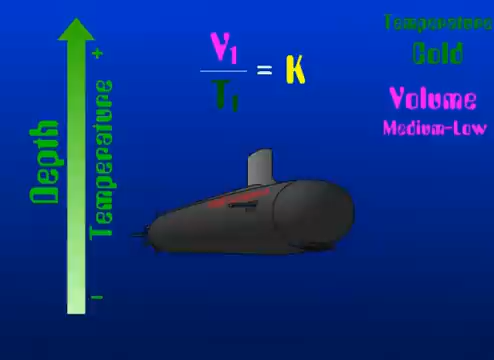 Temperature
Cold
Volume
Medium-Low
V1
T1
= K
+
Depth
Temperature
-